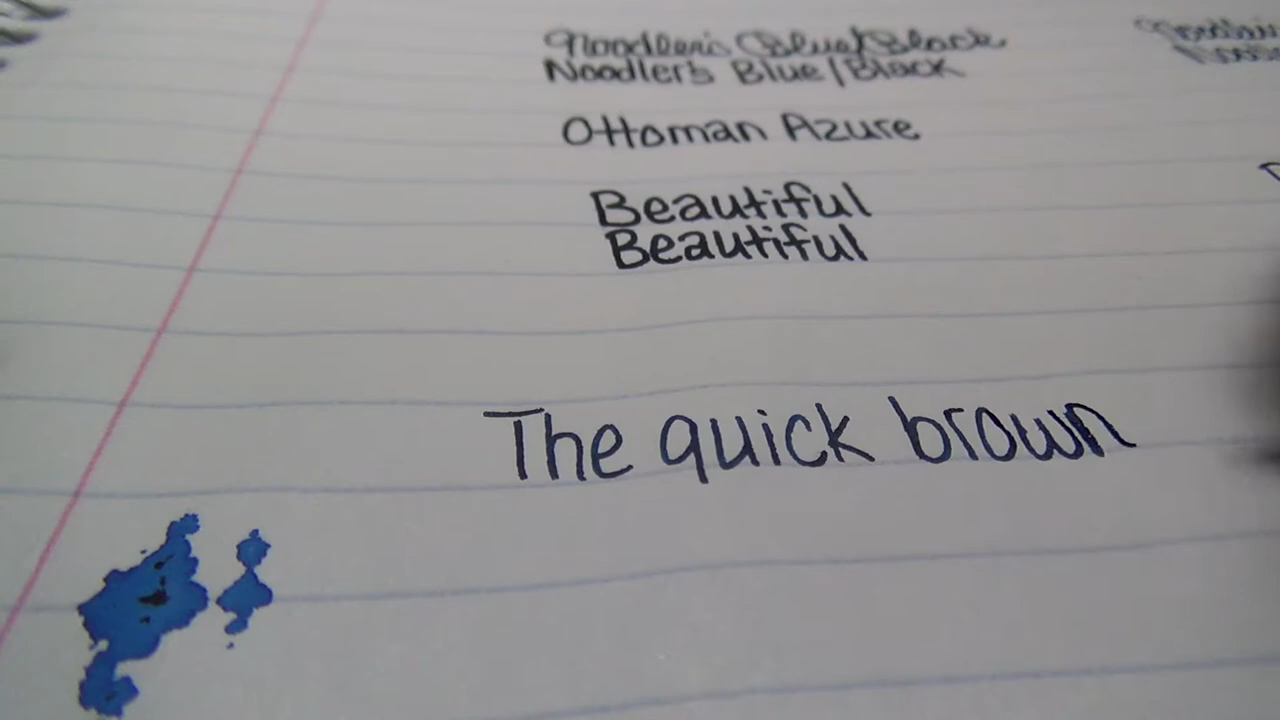 Noodler's Blue/Black
Noodler's Blue/Black
Ottoman Azure
Beautiful
Beautiful
The quick brown